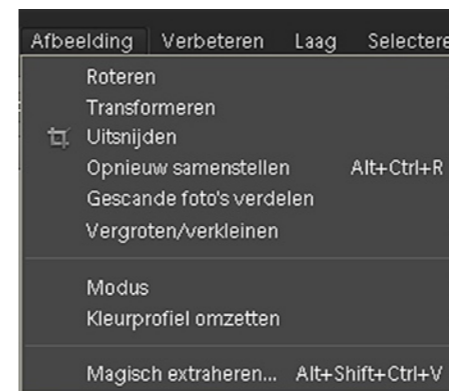 Afbeelding Verbeteren Laag Selectere
Roteren
Transformeren
Uitsnijden
Opnieuw samenstellen Alt+Ctrl+R
Gescande foto's verdelen
Vergroten/verkleinen
Modus
Kleurprofiel omzetten
Magisch extraheren... Alt+Shift+Ctrl+V